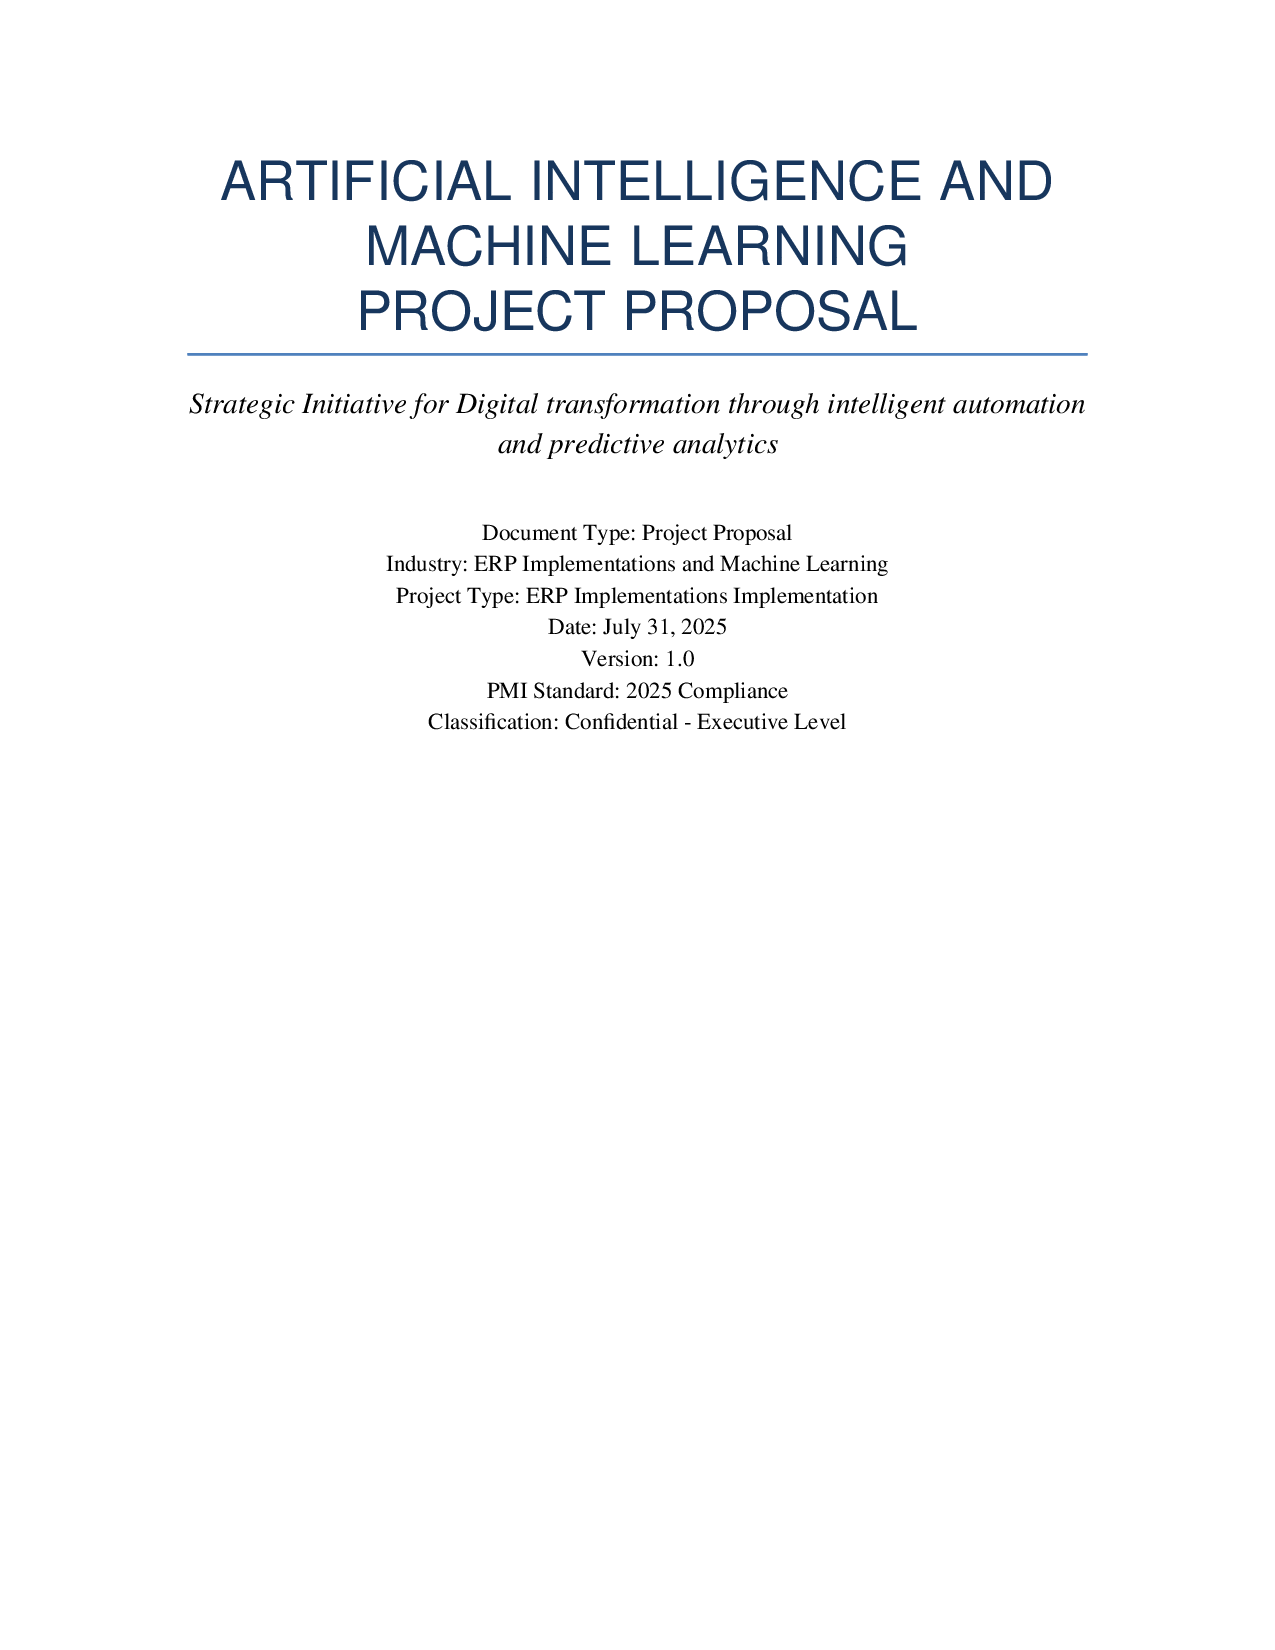 ARTIFICIAL INTELLIGENCE AND
MACHINE LEARNING
PROJECT PROPOSAL
Strategic Initiative for Digital transformation through intelligent automation
and predictive analytics
Document Type: Project Proposal
Industry: ERP Implementations and Machine Learning
Project Type: ERP Implementations Implementation
Date: July 31, 2025
Version: 1.0
PMI Standard: 2025 Compliance
Classification: Confidential - Executive Level